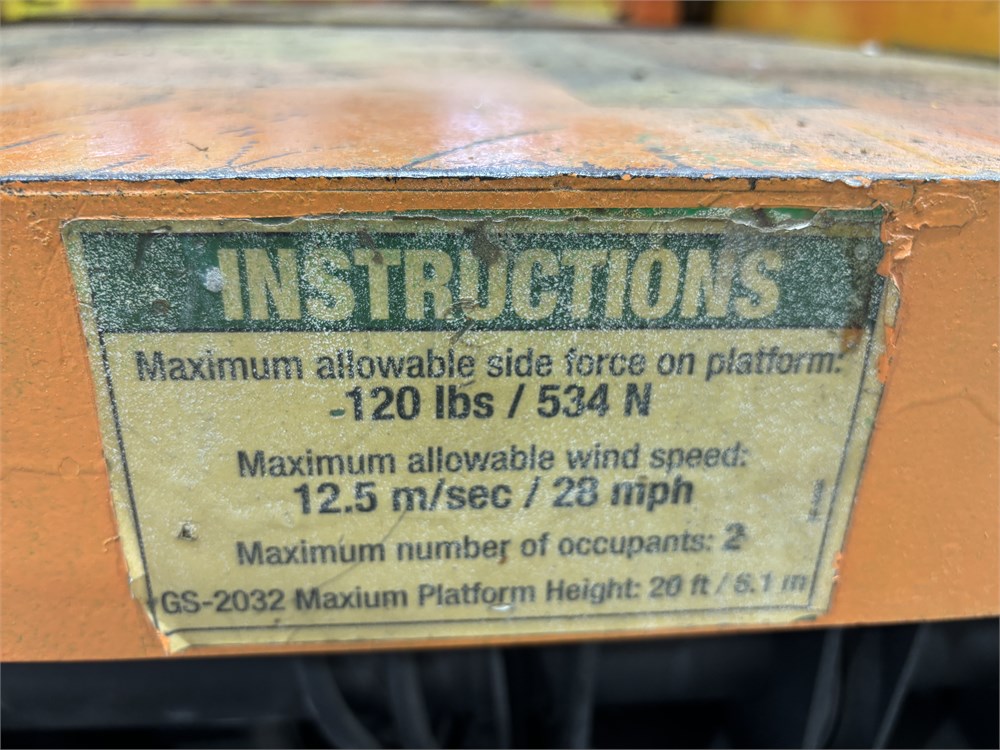 INSTRUCTIONS
Maximum allowable side force on platform:
120 lbs / 534 N
Maximum allowable wind speed:
12.5 m/sec / 28 mph
Maximum number of occupants: 2
GS-2032 Maxium Platform Height: 20 ft / 6.1 m